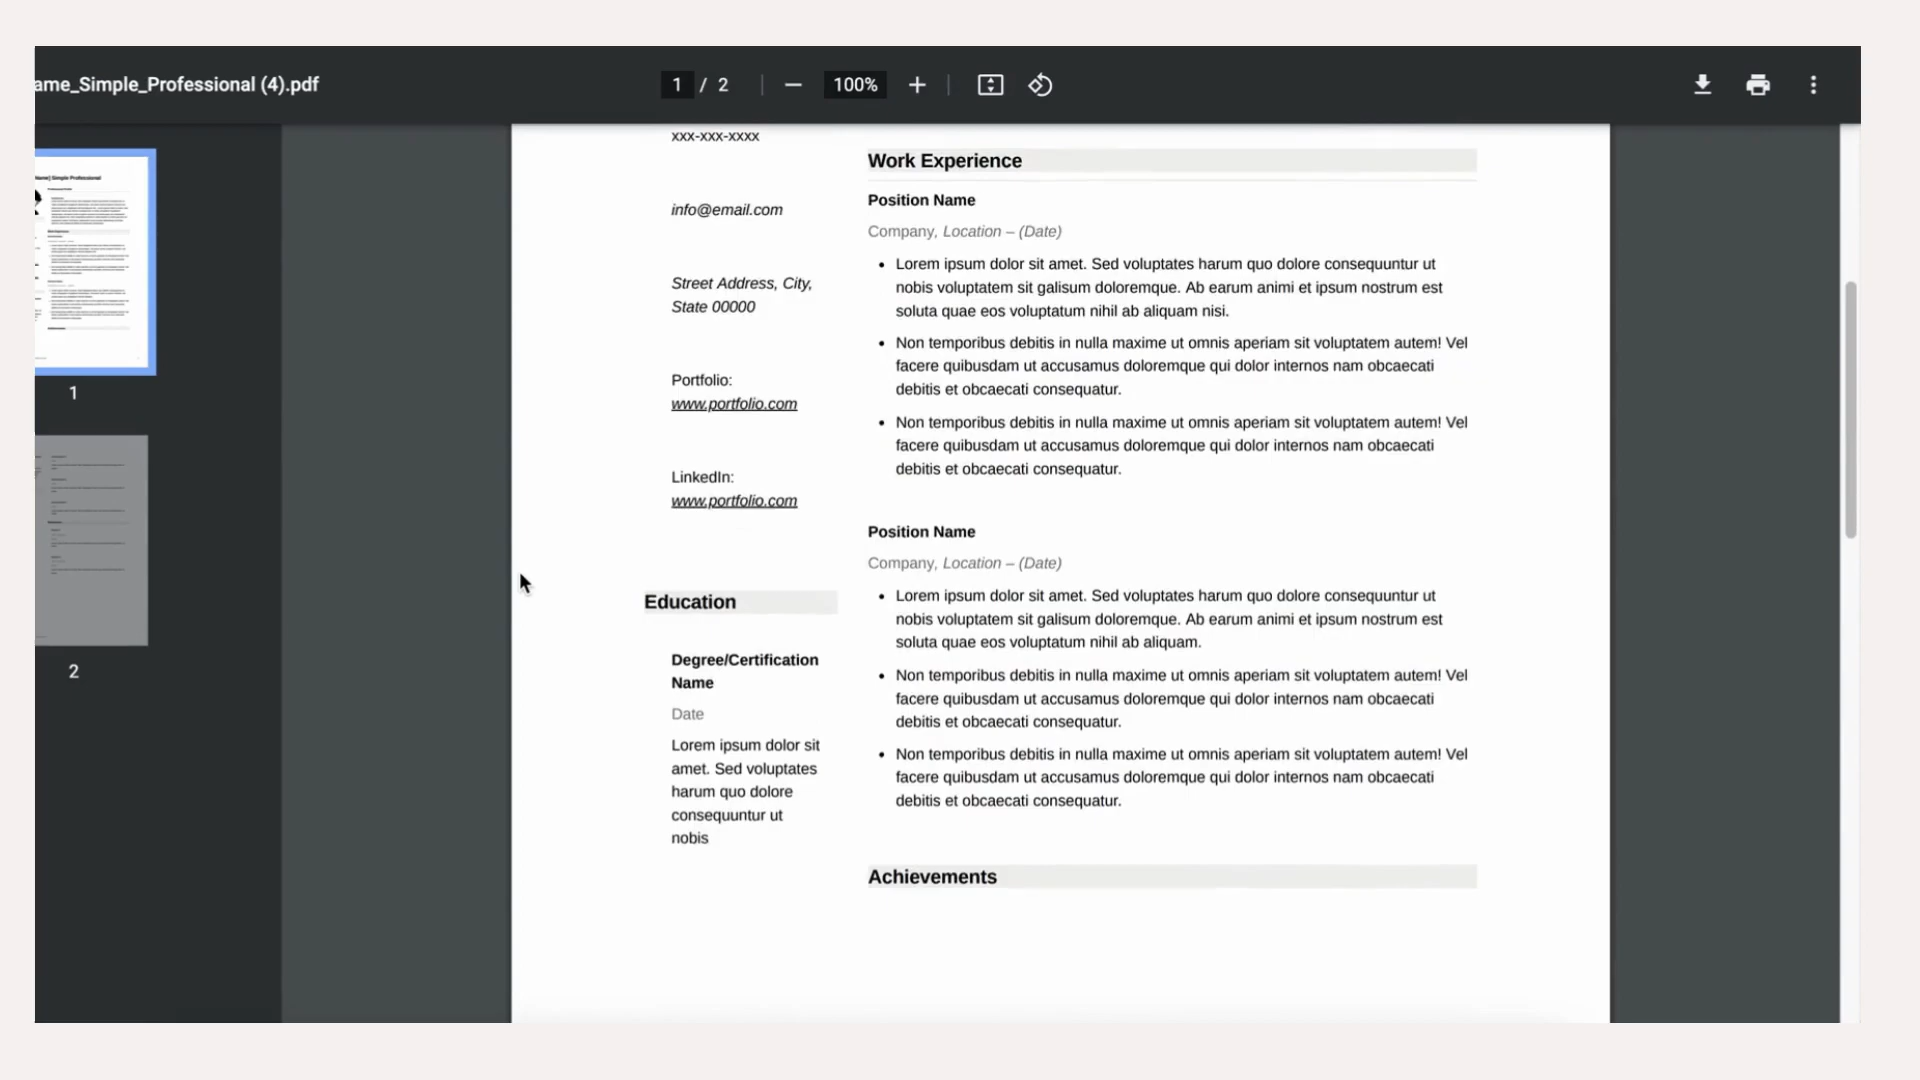 ame_Simple_Professional (4).pdf
1 / 2
100%
Name] Simple Professional
1
2
xxx-xxx-xxxx
info@email.com
Street Address, City,
State 00000
Portfolio:
www.portfolio.com
LinkedIn:
www.portfolio.com
Education
Degree/Certification
Name
Date
Lorem ipsum dolor sit
amet. Sed voluptates
harum quo dolore
consequuntur ut
nobis
Work Experience
Position Name
Company, Location – (Date)
• Lorem ipsum dolor sit amet. Sed voluptates harum quo dolore consequuntur ut
nobis voluptatem sit galisum doloremque. Ab earum animi et ipsum nostrum est
soluta quae eos voluptatum nihil ab aliquam nisi.
• Non temporibus debitis in nulla maxime ut omnis aperiam sit voluptatem autem! Vel
facere quibusdam ut accusamus doloremque qui dolor internos nam obcaecati
debitis et obcaecati consequatur.
• Non temporibus debitis in nulla maxime ut omnis aperiam sit voluptatem autem! Vel
facere quibusdam ut accusamus doloremque qui dolor internos nam obcaecati
debitis et obcaecati consequatur.
Position Name
Company, Location – (Date)
• Lorem ipsum dolor sit amet. Sed voluptates harum quo dolore consequuntur ut
nobis voluptatem sit galisum doloremque. Ab earum animi et ipsum nostrum est
soluta quae eos voluptatum nihil ab aliquam.
• Non temporibus debitis in nulla maxime ut omnis aperiam sit voluptatem autem! Vel
facere quibusdam ut accusamus doloremque qui dolor internos nam obcaecati
debitis et obcaecati consequatur.
• Non temporibus debitis in nulla maxime ut omnis aperiam sit voluptatem autem! Vel
facere quibusdam ut accusamus doloremque qui dolor internos nam obcaecati
debitis et obcaecati consequatur.
Achievements